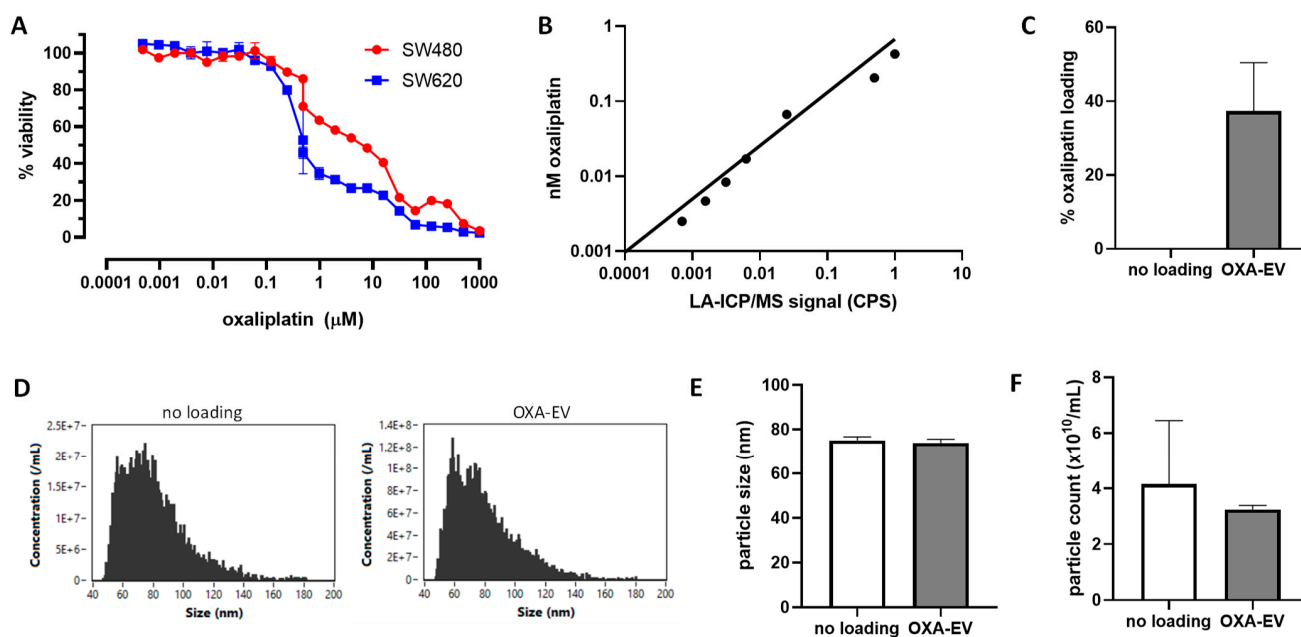 A
SW480
SW620
100
80
60
40
20
0
% viability
0.0001 0.001 0.01 0.1 1 10 100 1000
oxaliplatin (μM)
B
1
0.1
0.01
0.001
nM oxaliplatin
0.0001 0.001 0.01 0.1 1 10
LA-ICP/MS signal (CPS)
C
60
40
20
0
% oxalipatin loading
no loading OXA-EV
D
no loading
2.5E+7
2E+7
1.5E+7
1E+7
5E+6
0
Concentration (/mL)
40 60 80 100 120 140 160 180 200
Size (nm)
OXA-EV
1.4E+8
1.2E+8
1E+8
8E+7
6E+7
4E+7
2E+7
0
Concentration (/mL)
40 60 80 100 120 140 160 180 200
Size (nm)
E
100
80
60
40
20
0
particle size (nm)
no loading OXA-EV
F
8
6
4
2
0
particle count (x10¹⁰/mL)
no loading OXA-EV